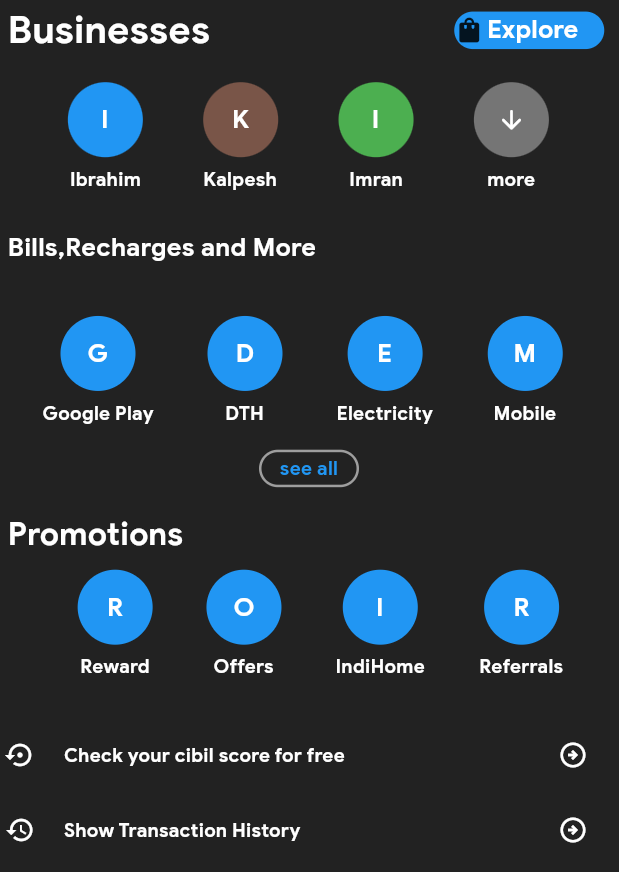 Businesses
Explore
I K I
Ibrahim Kalpesh Imran more
Bills,Recharges and More
G D E M
Google Play DTH Electricity Mobile
see all
Promotions
R O I R
Reward Offers IndiHome Referrals
Check your cibil score for free
Show Transaction History